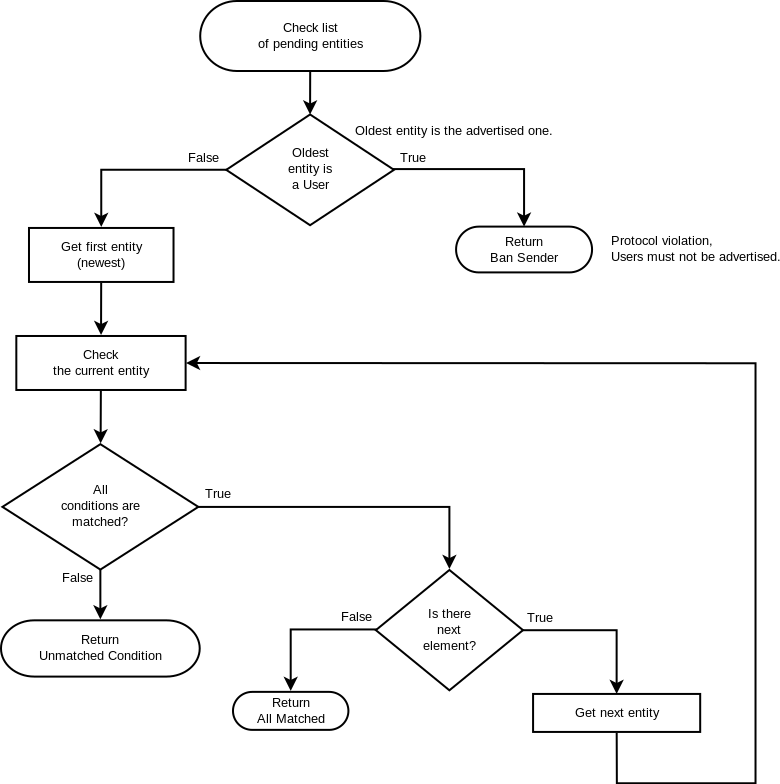 Check list
of pending entities
Oldest entity is the advertised one.
False
Oldest
entity is
a User
True
Get first entity
(newest)
Return
Ban Sender
Protocol violation,
Users must not be advertised.
Check
the current entity
All
conditions are
matched?
True
False
Return
Unmatched Condition
False
Is there
next
element?
True
Return
All Matched
Get next entity